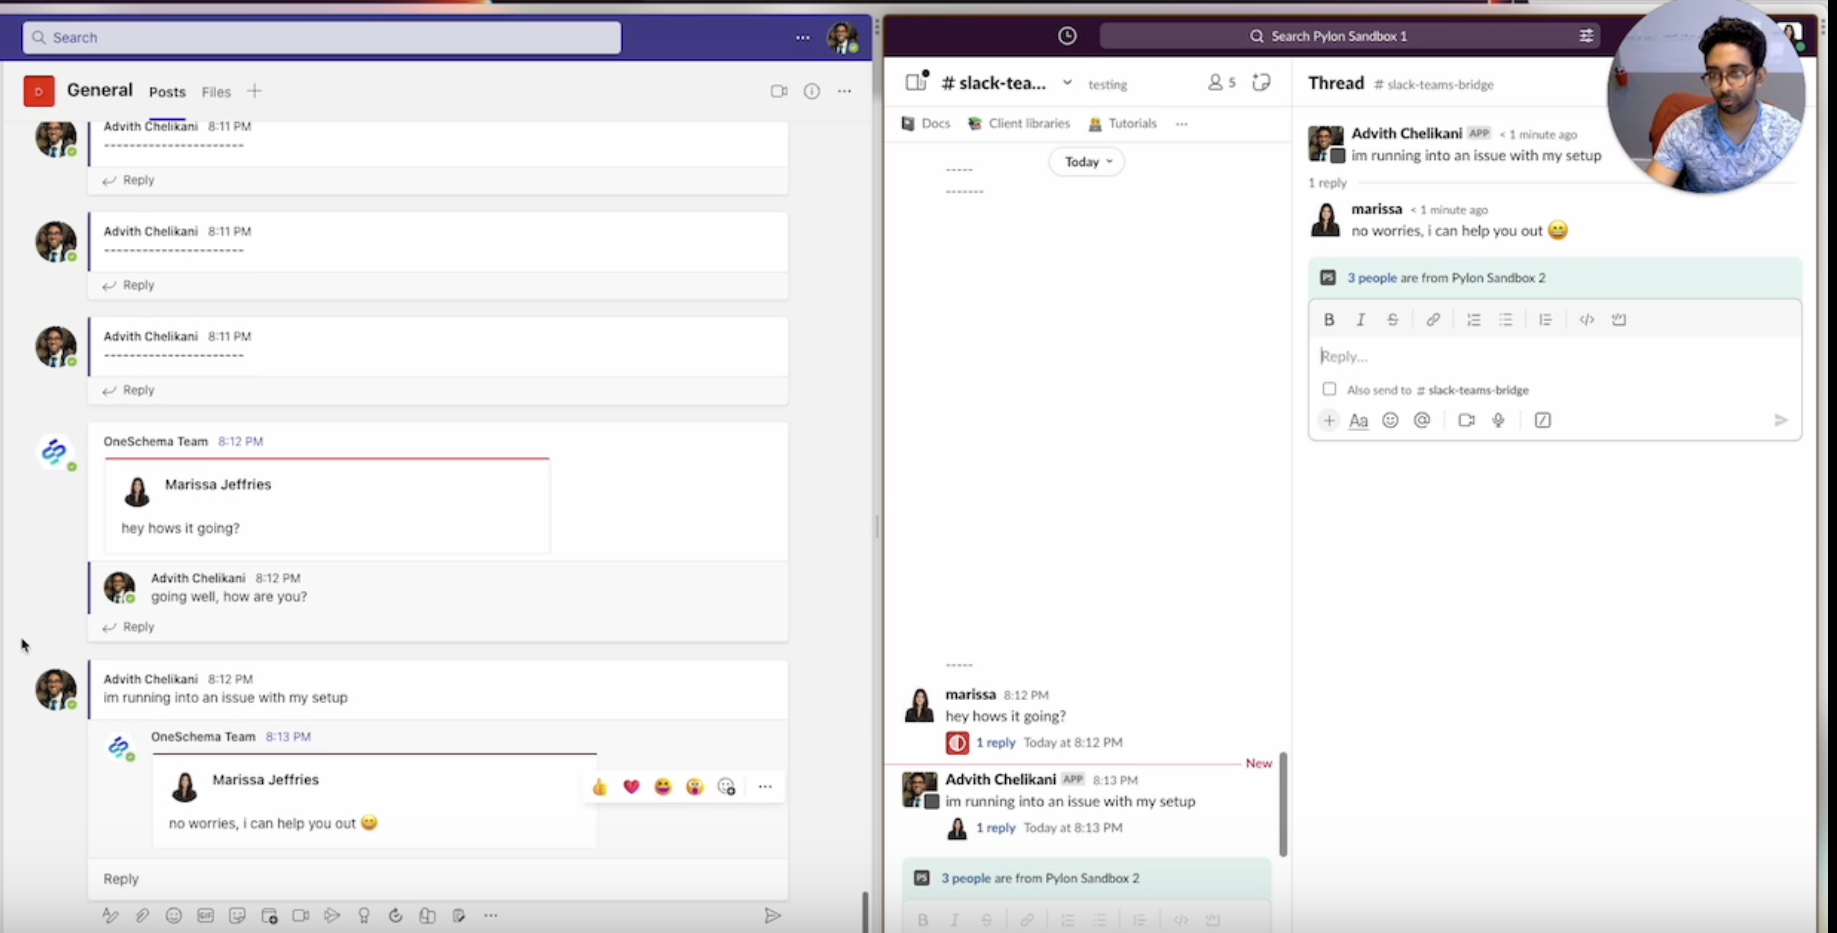 Search
D
General Posts Files
Advith Chelikani 8:11 PM
----------------------
Reply
Advith Chelikani 8:11 PM
----------------------
Reply
Advith Chelikani 8:11 PM
----------------------
Reply
OneSchema Team 8:12 PM
Marissa Jeffries
hey hows it going?
Advith Chelikani 8:12 PM
going well, how are you?
Reply
Advith Chelikani 8:12 PM
im running into an issue with my setup
OneSchema Team 8:13 PM
Marissa Jeffries
no worries, i can help you out 😄
Reply
GIF
Search Pylon Sandbox 1
# slack-tea... testing 5
Docs Client libraries Tutorials
Today
-----
-------
-----
marissa 8:12 PM
hey hows it going?
1 reply Today at 8:12 PM
New
Advith Chelikani APP 8:13 PM
im running into an issue with my setup
1 reply Today at 8:13 PM
PS 3 people are from Pylon Sandbox 2
B I S
Thread # slack-teams-bridge
Advith Chelikani APP < 1 minute ago
im running into an issue with my setup
1 reply
marissa < 1 minute ago
no worries, i can help you out 😄
PS 3 people are from Pylon Sandbox 2
B I S
Reply...
Also send to # slack-teams-bridge
Aa